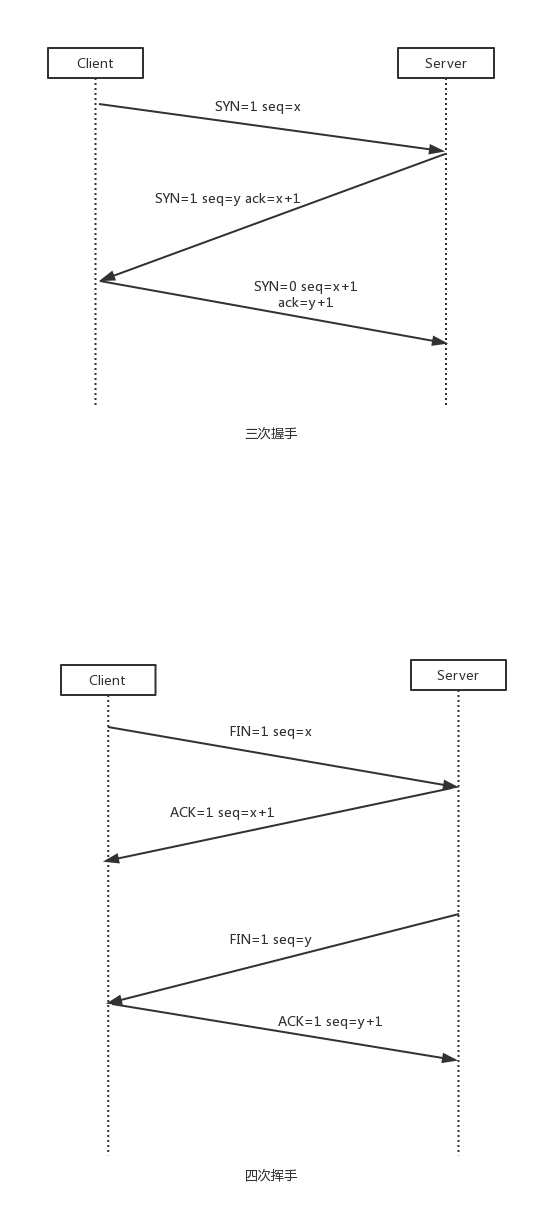 Client
Server
SYN=1 seq=x
SYN=1 seq=y ack=x+1
SYN=0 seq=x+1
ack=y+1
三次握手
Client
Server
FIN=1 seq=x
ACK=1 seq=x+1
FIN=1 seq=y
ACK=1 seq=y+1
四次挥手